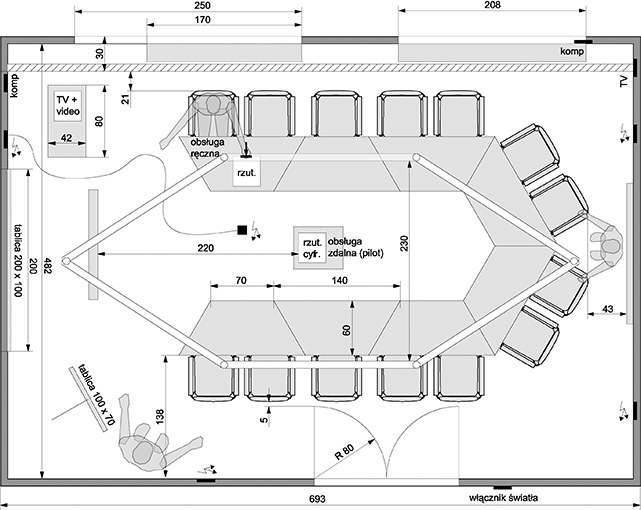 250
170
208
30
komp
komp
TV
21
TV +
video
80
42
obsługa
ręczna
rzut.
tablica 200 x 100
200
482
220
rzut.
cyfr.
obsługa
zdalna (pilot)
230
70
140
60
43
tablica 100 x 70
138
5
R 80
693
włącznik światła